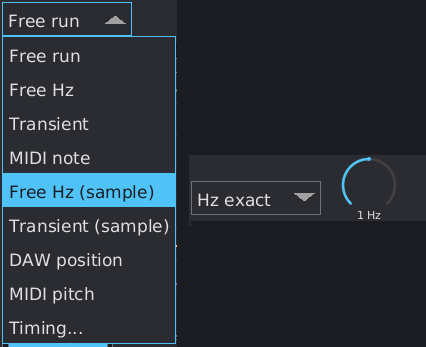 Free run
Free run
Free Hz
Transient
MIDI note
Free Hz (sample)
Transient (sample)
DAW position
MIDI pitch
Timing...
Hz exact
1 Hz